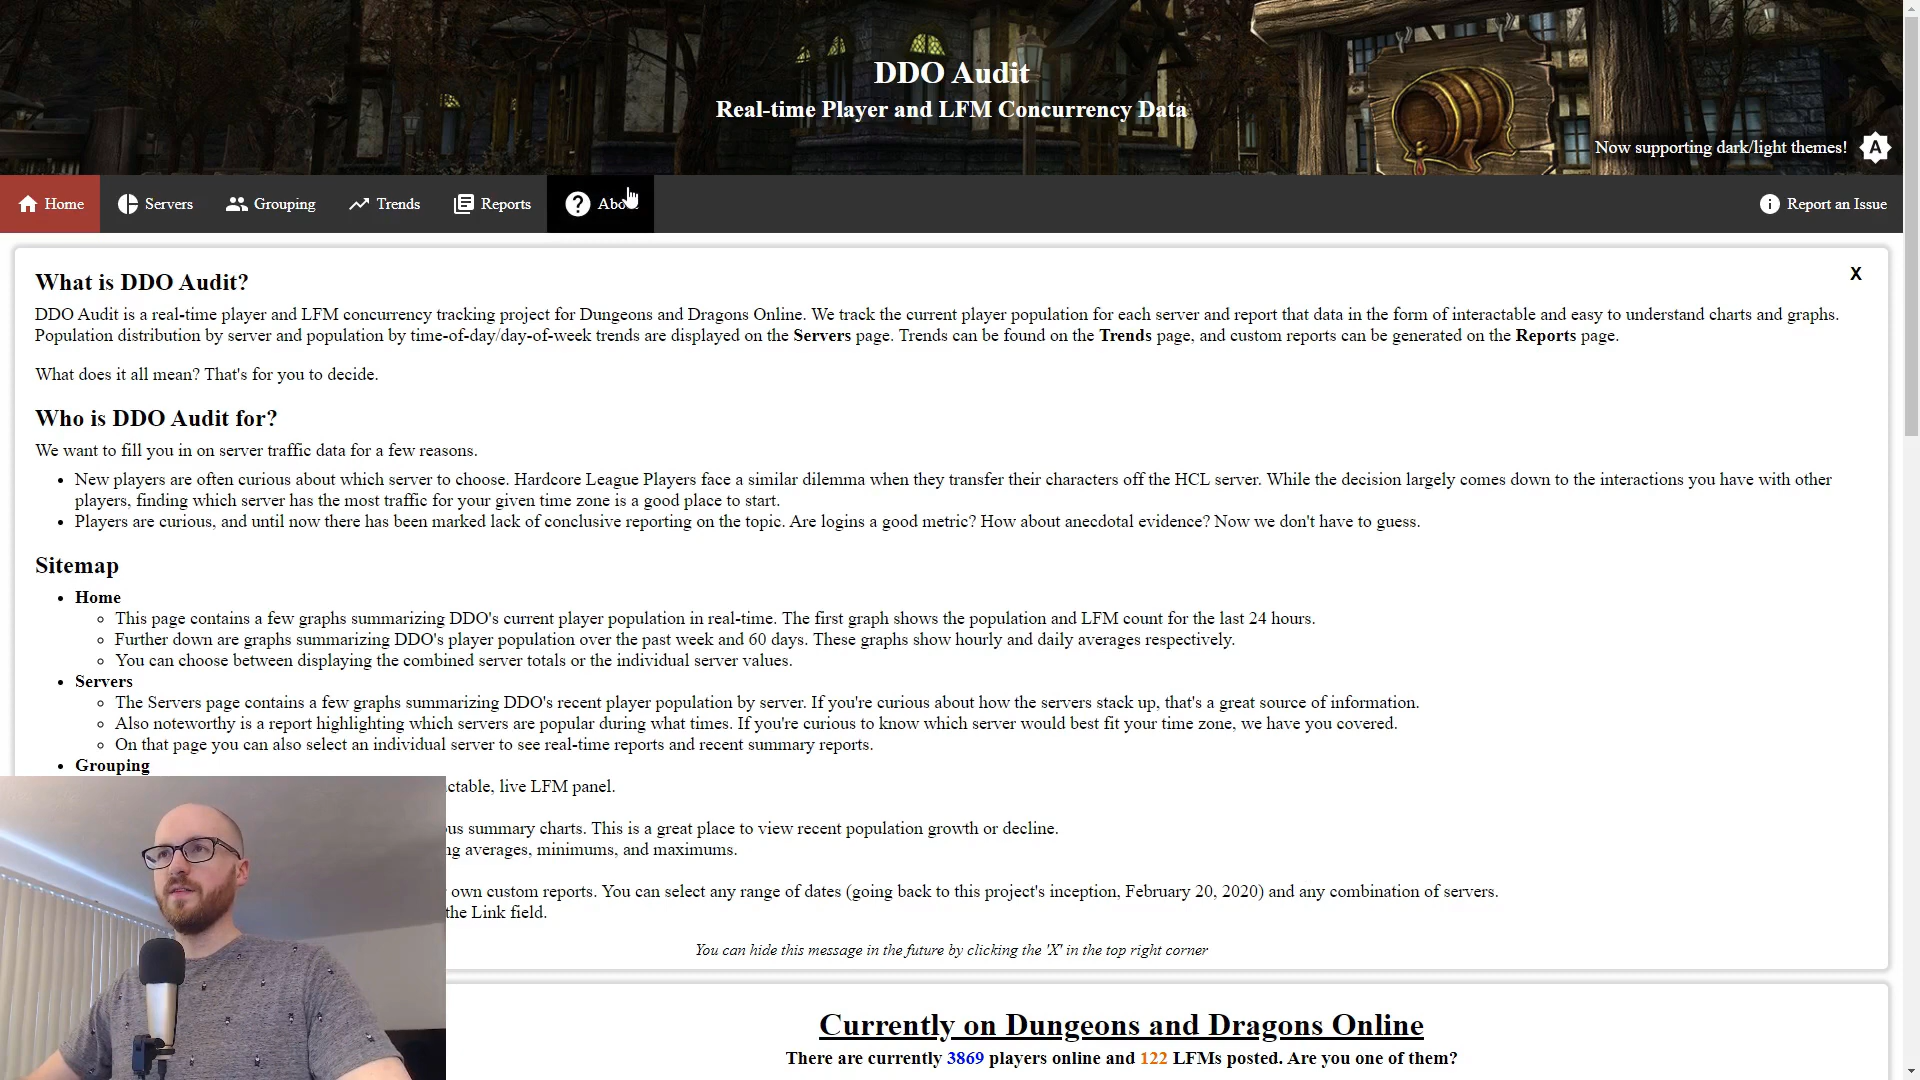 DDO Audit
Real-time Player and LFM Concurrency Data
Now supporting dark/light themes!
A
Home
Servers
Grouping
Trends
Reports
?
Report an Issue
What is DDO Audit?
X
DDO Audit is a real-time player and LFM concurrency tracking project for Dungeons and Dragons Online. We track the current player population for each server and report that data in the form of interactable and easy to understand charts and graphs.
Population distribution by server and population by time-of-day/day-of-week trends are displayed on the Servers page. Trends can be found on the Trends page, and custom reports can be generated on the Reports page.
What does it all mean? That's for you to decide.
Who is DDO Audit for?
We want to fill you in on server traffic data for a few reasons.
New players are often curious about which server to choose. Hardcore League Players face a similar dilemma when they transfer their characters off the HCL server. While the decision largely comes down to the interactions you have with other
players, finding which server has the most traffic for your given time zone is a good place to start.
Players are curious, and until now there has been marked lack of conclusive reporting on the topic. Are logins a good metric? How about anecdotal evidence? Now we don't have to guess.
Sitemap
Home
This page contains a few graphs summarizing DDO's current player population in real-time. The first graph shows the population and LFM count for the last 24 hours.
Further down are graphs summarizing DDO's player population over the past week and 60 days. These graphs show hourly and daily averages respectively.
You can choose between displaying the combined server totals or the individual server values.
Servers
The Servers page contains a few graphs summarizing DDO's recent player population by server. If you're curious about how the servers stack up, that's a great source of information.
Also noteworthy is a report highlighting which servers are popular during what times. If you're curious to know which server would best fit your time zone, we have you covered.
On that page you can also select an individual server to see real-time reports and recent summary reports.
Grouping
live LFM panel.
summary charts. This is a great place to view recent population growth or decline.
averages, minimums, and maximums.
own custom reports. You can select any range of dates (going back to this project's inception, February 20, 2020) and any combination of servers.
the Link field.
You can hide this message in the future by clicking the 'X' in the top right corner
Currently on Dungeons and Dragons Online
There are currently 3869 players online and 122 LFMs posted. Are you one of them?